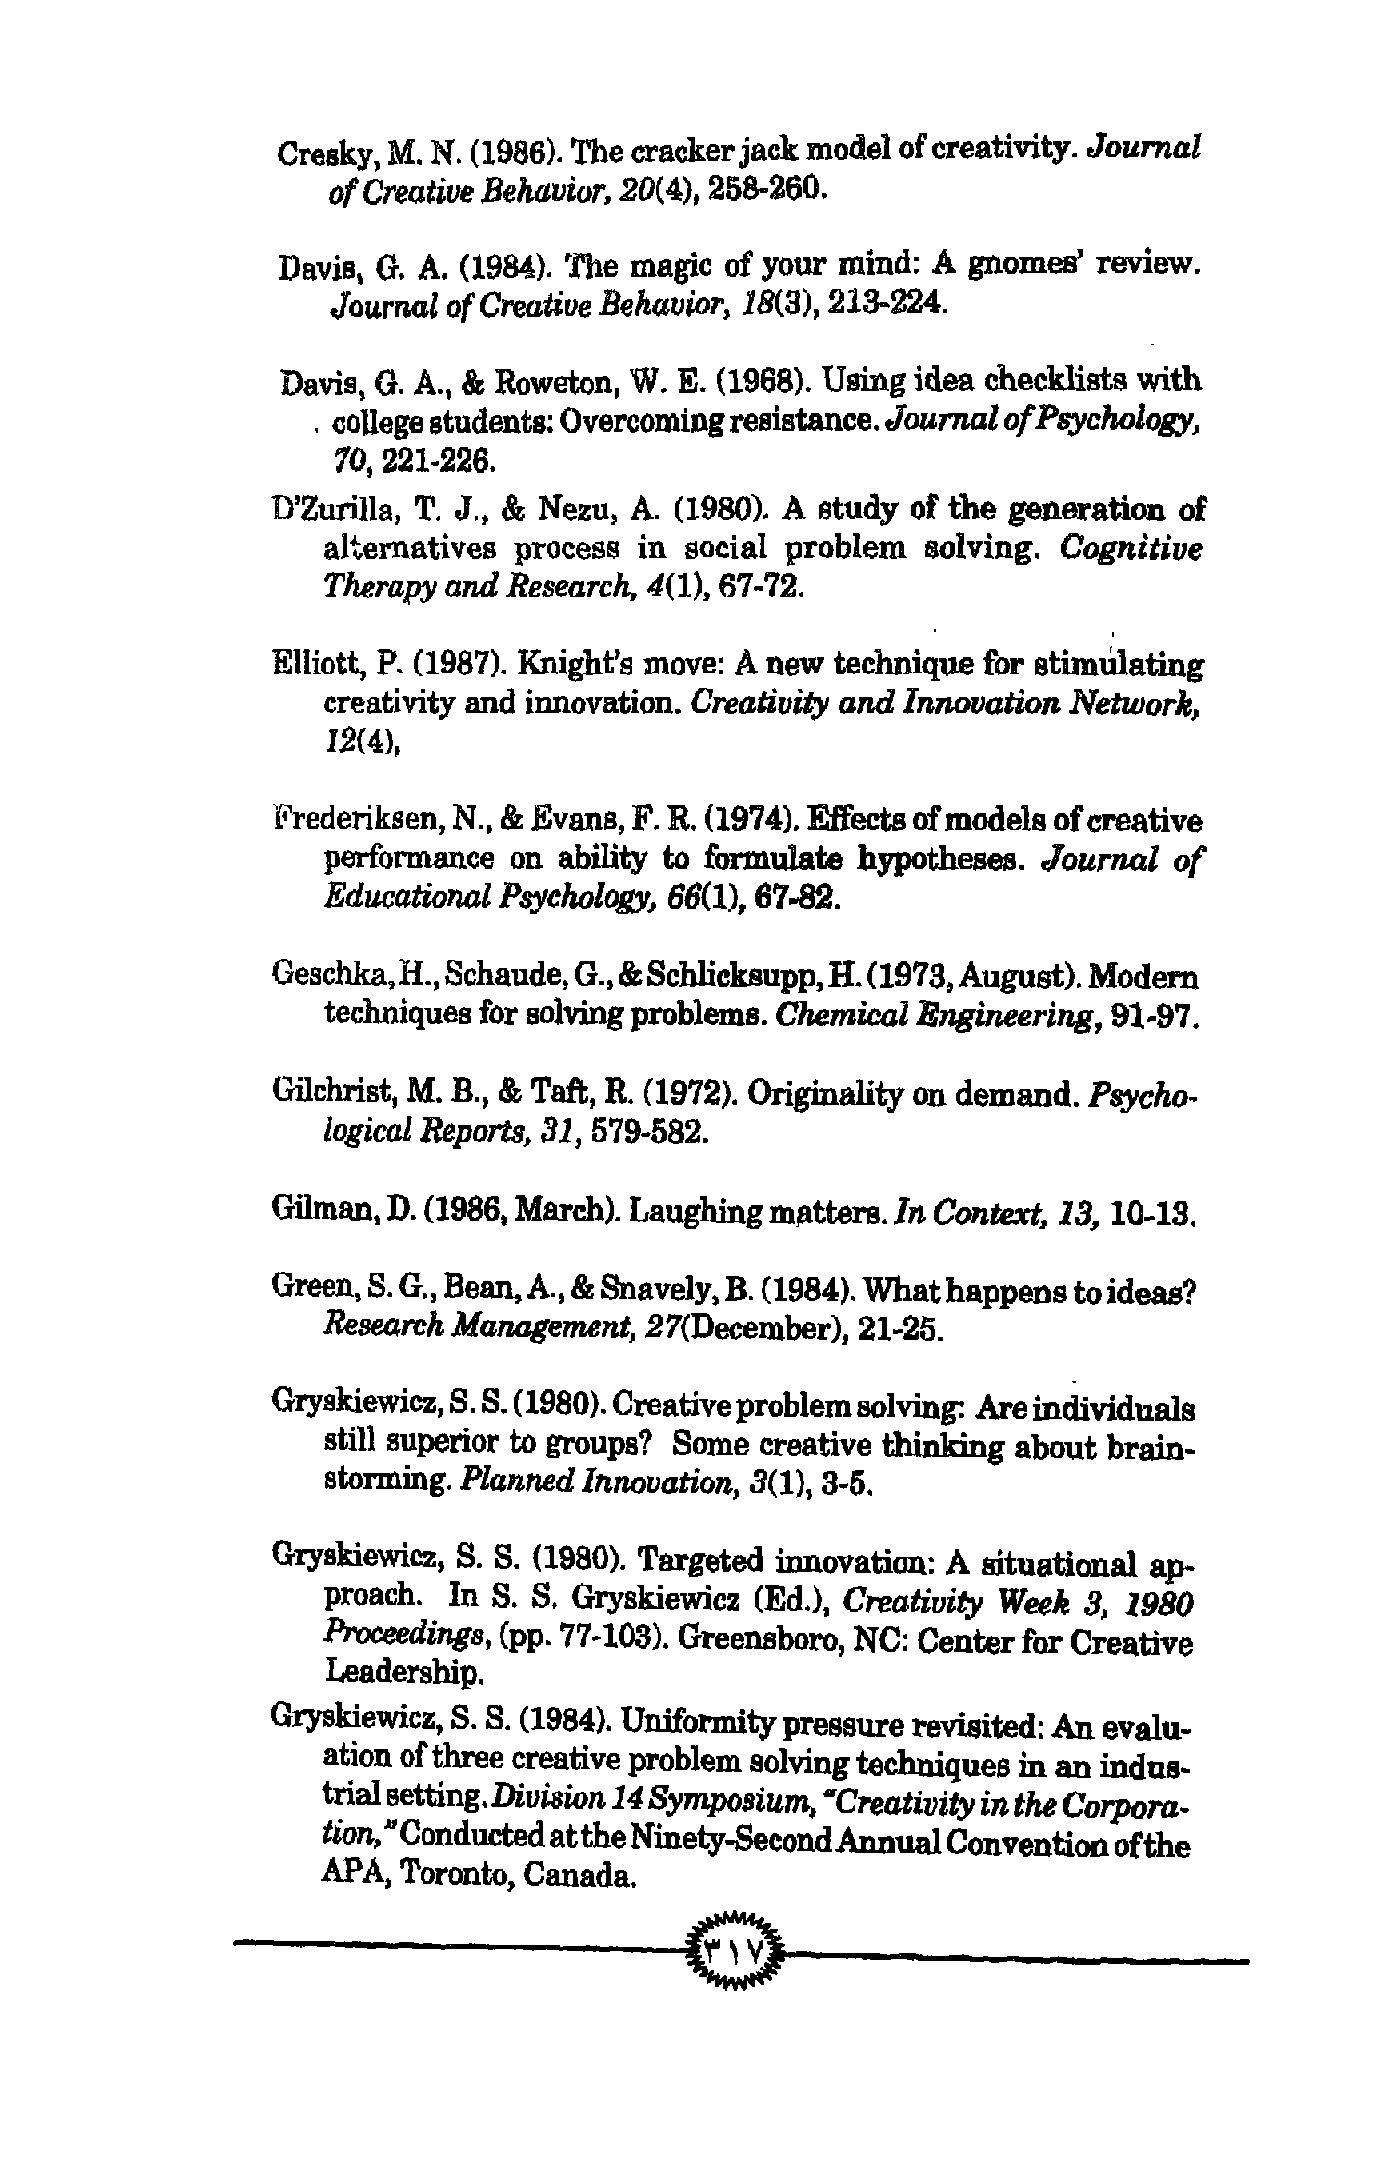 Cresky, M. N. (1986). The cracker jack model of creativity. Journal
of Creative Behavior, 20(4), 258-260.
Davis, G. A. (1984). The magic of your mind: A gnomes' review.
Journal of Creative Behavior, 18(3), 213-224.
Davis, G. A., & Roweton, W. E. (1968). Using idea checklists with
college students: Overcoming resistance. Journal of Psychology,
70, 221-226.
D'Zurilla, T. J., & Nezu, A. (1980). A study of the generation of
alternatives process in social problem solving. Cognitive
Therapy and Research, 4(1), 67-72.
Elliott, P. (1987). Knight's move: A new technique for stimulating
creativity and innovation. Creativity and Innovation Network,
12(4),
Frederiksen, N., & Evans, F. R. (1974). Effects of models of creative
performance on ability to formulate hypotheses. Journal of
Educational Psychology, 66(1), 67-82.
Geschka, H., Schaude, G., & Schlicksupp, H. (1973, August). Modern
techniques for solving problems. Chemical Engineering, 91-97.
Gilchrist, M. B., & Taft, R. (1972). Originality on demand. Psycho-
logical Reports, 31, 579-582.
Gilman, D. (1986, March). Laughing matters. In Context, 13, 10-13.
Green, S. G., Bean, A., & Snavely, B. (1984). What happens to ideas?
Research Management, 27(December), 21-25.
Gryskiewicz, S. S. (1980). Creative problem solving: Are individuals
still superior to groups? Some creative thinking about brain-
storming. Planned Innovation, 3(1), 3-5.
Gryskiewicz, S. S. (1980). Targeted innovation: A situational ap-
proach. In S. S. Gryskiewicz (Ed.), Creativity Week 3, 1980
Proceedings, (pp. 77-103). Greensboro, NC: Center for Creative
Leadership.
Gryskiewicz, S. S. (1984). Uniformity pressure revisited: An evalu-
ation of three creative problem solving techniques in an indus-
trial setting. Division 14 Symposium, "Creativity in the Corpora-
tion," Conducted at the Ninety-Second Annual Convention of the
APA, Toronto, Canada.
٣١٧